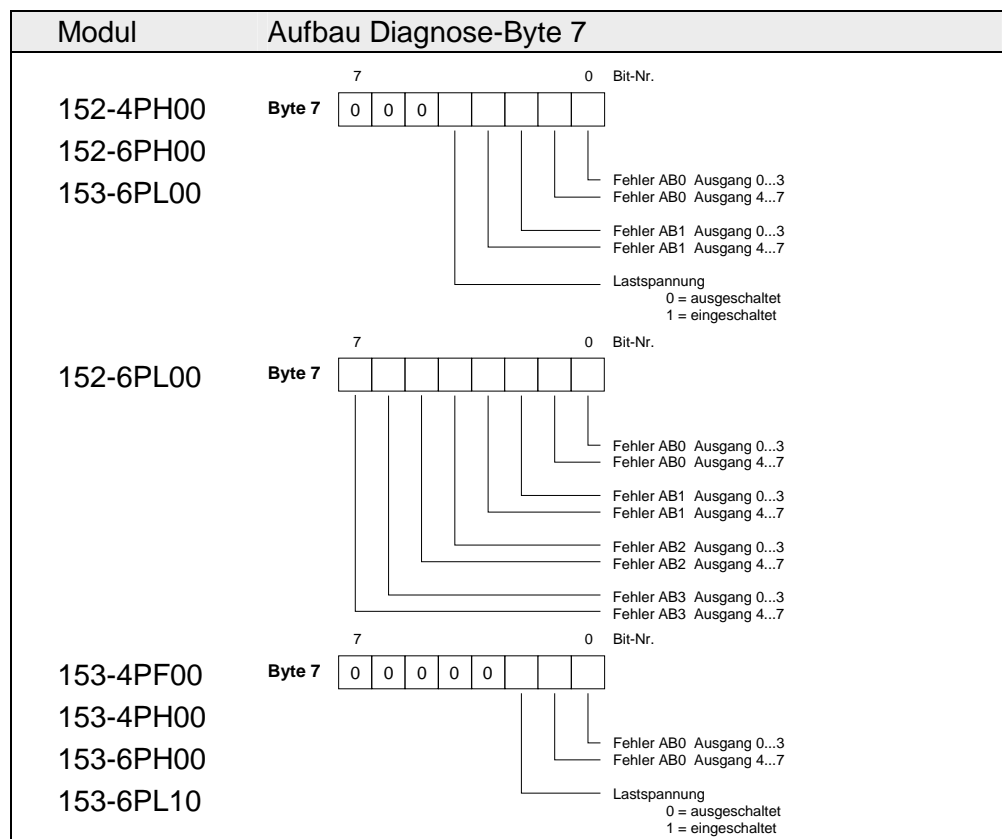 Modul Aufbau Diagnose-Byte 7
7 0 Bit-Nr.
152-4PH00 Byte 7 0 0 0
152-6PH00
153-6PL00
Fehler AB0 Ausgang 0...3
Fehler AB0 Ausgang 4...7
Fehler AB1 Ausgang 0...3
Fehler AB1 Ausgang 4...7
Lastspannung
0 = ausgeschaltet
1 = eingeschaltet
7 0 Bit-Nr.
152-6PL00 Byte 7
Fehler AB0 Ausgang 0...3
Fehler AB0 Ausgang 4...7
Fehler AB1 Ausgang 0...3
Fehler AB1 Ausgang 4...7
Fehler AB2 Ausgang 0...3
Fehler AB2 Ausgang 4...7
Fehler AB3 Ausgang 0...3
Fehler AB3 Ausgang 4...7
7 0 Bit-Nr.
153-4PF00 Byte 7 0 0 0 0 0
153-4PH00
153-6PH00
153-6PL10
Fehler AB0 Ausgang 0...3
Fehler AB0 Ausgang 4...7
Lastspannung
0 = ausgeschaltet
1 = eingeschaltet